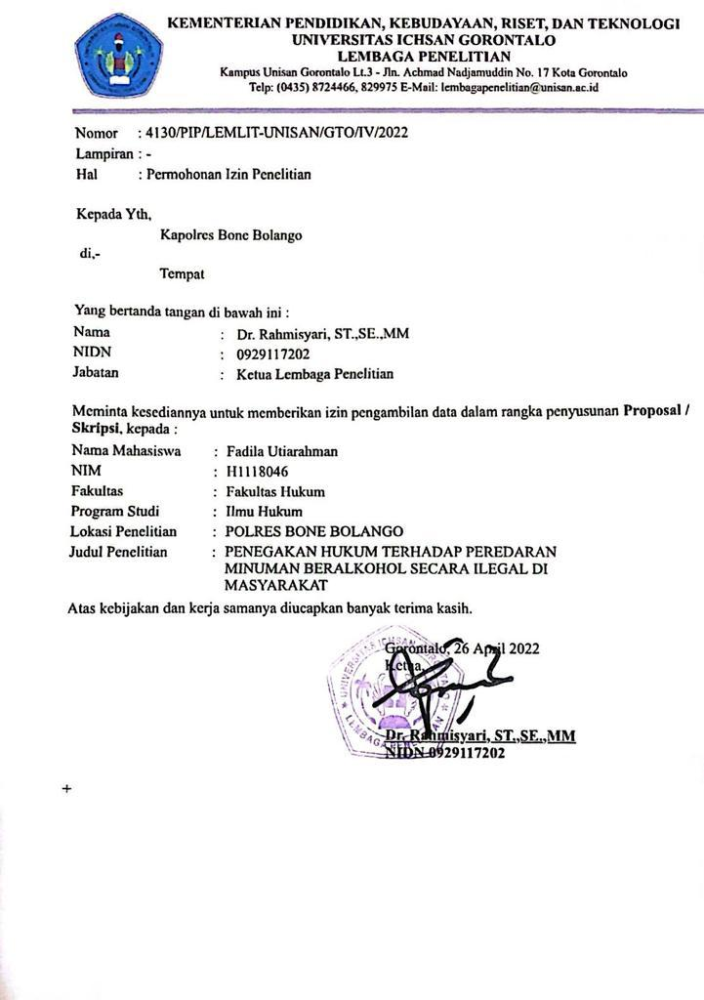 KEMENTERIAN PENDIDIKAN, KEBUDAYAAN, RISET, DAN TEKNOLOGI
UNIVERSITAS ICHSAN GORONTALO
LEMBAGA PENELITIAN
Kampus Unisan Gorontalo Lt.3 - Jln. Achmad Nadjamuddin No. 17 Kota Gorontalo
Telp: (0435) 8724466, 829975 E-Mail: lembagapenelitian@unisan.ac.id
Nomor : 4130/PIP/LEMLIT-UNISAN/GTO/IV/2022
Lampiran : -
Hal : Permohonan Izin Penelitian
Kepada Yth,
Kapolres Bone Bolango
di,-
Tempat
Yang bertanda tangan di bawah ini :
Nama : Dr. Rahmisyari, ST.,SE.,MM
NIDN : 0929117202
Jabatan : Ketua Lembaga Penelitian
Meminta kesediannya untuk memberikan izin pengambilan data dalam rangka penyusunan Proposal /
Skripsi, kepada :
Nama Mahasiswa : Fadila Utiarahman
NIM : H1118046
Fakultas : Fakultas Hukum
Program Studi : Ilmu Hukum
Lokasi Penelitian : POLRES BONE BOLANGO
Judul Penelitian : PENEGAKAN HUKUM TERHADAP PEREDARAN
MINUMAN BERALKOHOL SECARA ILEGAL DI
MASYARAKAT
Atas kebijakan dan kerja samanya diucapkan banyak terima kasih.
Gorontalo, 26 April 2022
Ketua,
UNIVERSITAS ICHSAN GORONTALO
LEMBAGA PENELITIAN
Dr. Rahmisyari, ST.,SE.,MM
NIDN 0929117202
+